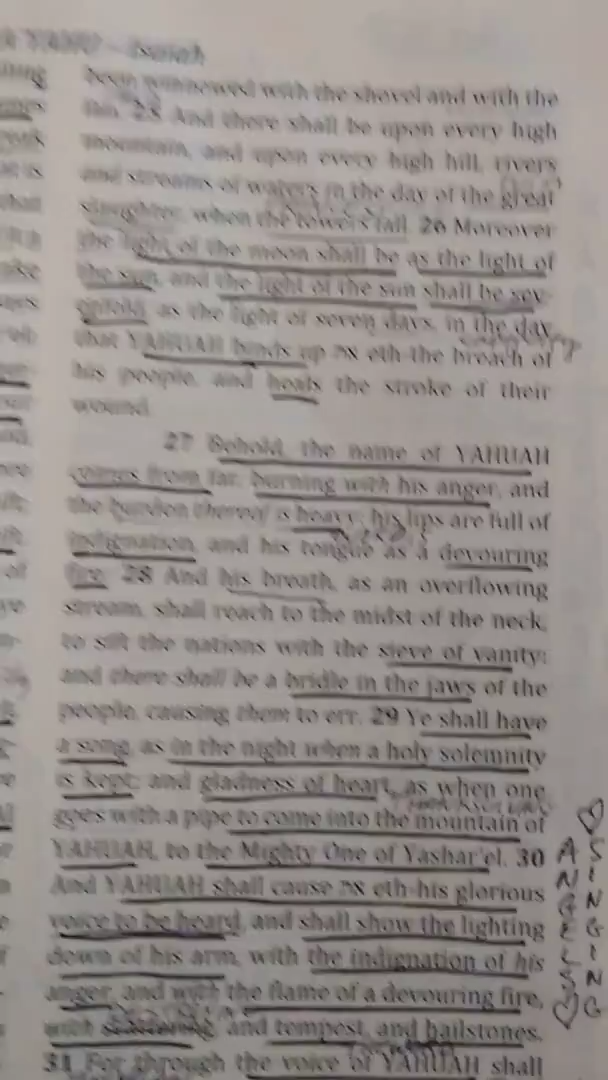 Isaiah
been winnowed with the shovel and with the
fan. 25 And there shall be upon every high
mountain, and upon every high hill, rivers
and streams of waters in the day of the great
slaughter, when the towers fall. 26 Moreover
the light of the moon shall be as the light of
the sun, and the light of the sun shall be sev-
enfold, as the light of seven days, in the day
that YAHUAH binds up את eth-the breach of
his people, and heals the stroke of their
wound.
27 Behold, the name of YAHUAH
comes from far, burning with his anger, and
the burden thereof is heavy: his lips are full of
indignation, and his tongue as a devouring
fire: 28 And his breath, as an overflowing
stream, shall reach to the midst of the neck,
to sift the nations with the sieve of vanity:
and there shall be a bridle in the jaws of the
people, causing them to err. 29 Ye shall have
a song, as in the night when a holy solemnity
is kept; and gladness of heart, as when one
goes with a pipe to come into the mountain of
YAHUAH, to the Mighty One of Yashar'el. 30
And YAHUAH shall cause את eth-his glorious
voice to be heard, and shall show the lighting
down of his arm, with the indignation of his
anger, and with the flame of a devouring fire,
with scattering, and tempest, and hailstones.
31 For through the voice of YAHUAH shall
ANGELS
SINGING